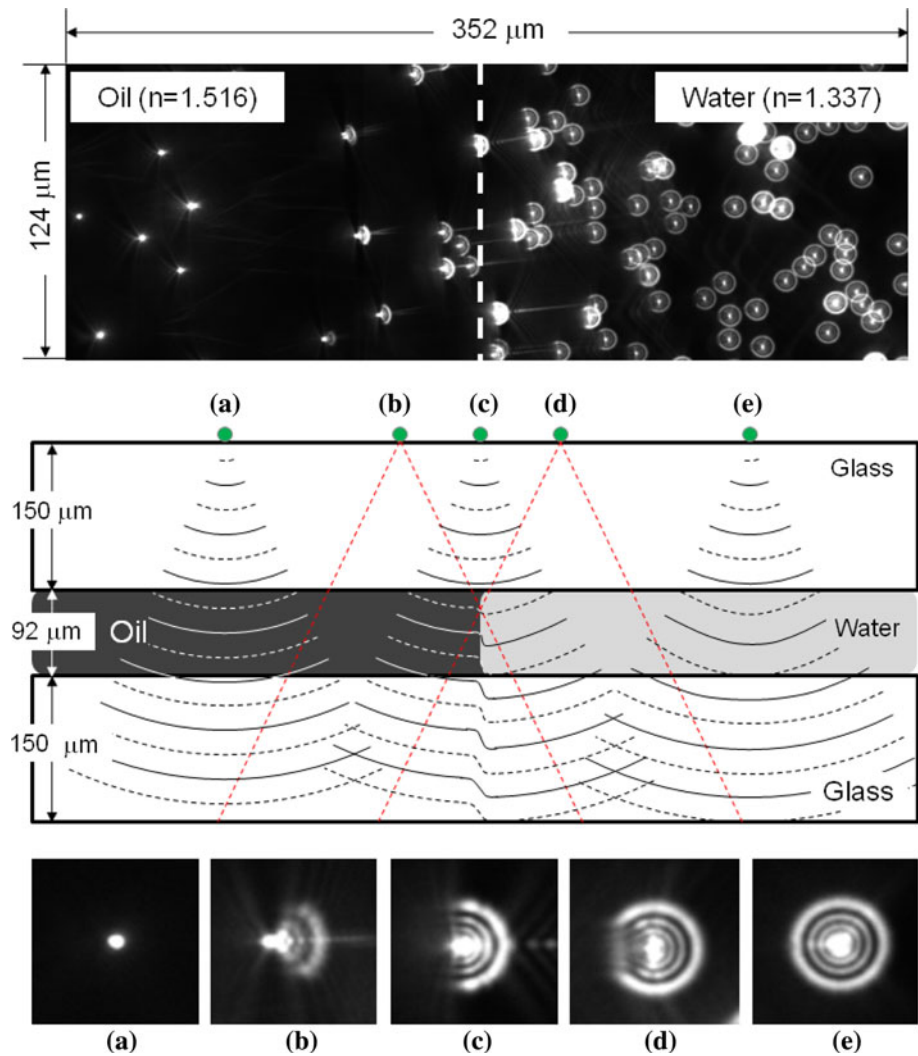 352 μm
Oil (n=1.516)
Water (n=1.337)
124 μm
(a) (b) (c) (d) (e)
Glass
150 μm
92 μm
Oil
Water
150 μm
Glass
(a) (b) (c) (d) (e)